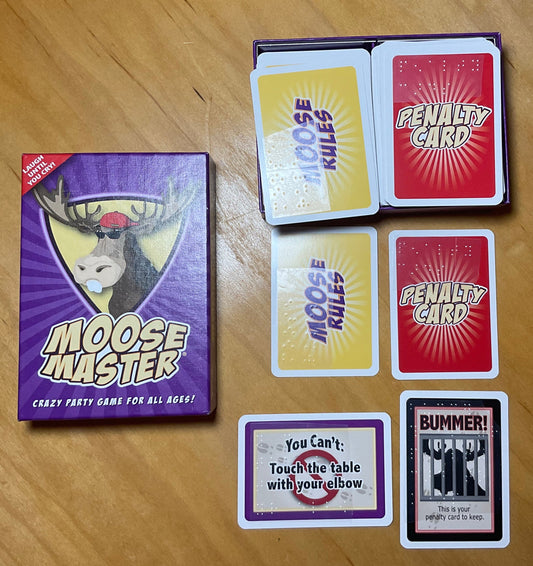 LAUGH
UNTIL
YOU CRY!
MOOSE
MASTER®
CRAZY PARTY GAME FOR ALL AGES!
MOOSE
RULES
PENALTY
CARD
MOOSE
RULES
PENALTY
CARD
You Can't:
Touch the table
with your elbow
BUMMER!
This is your
penalty card to keep.